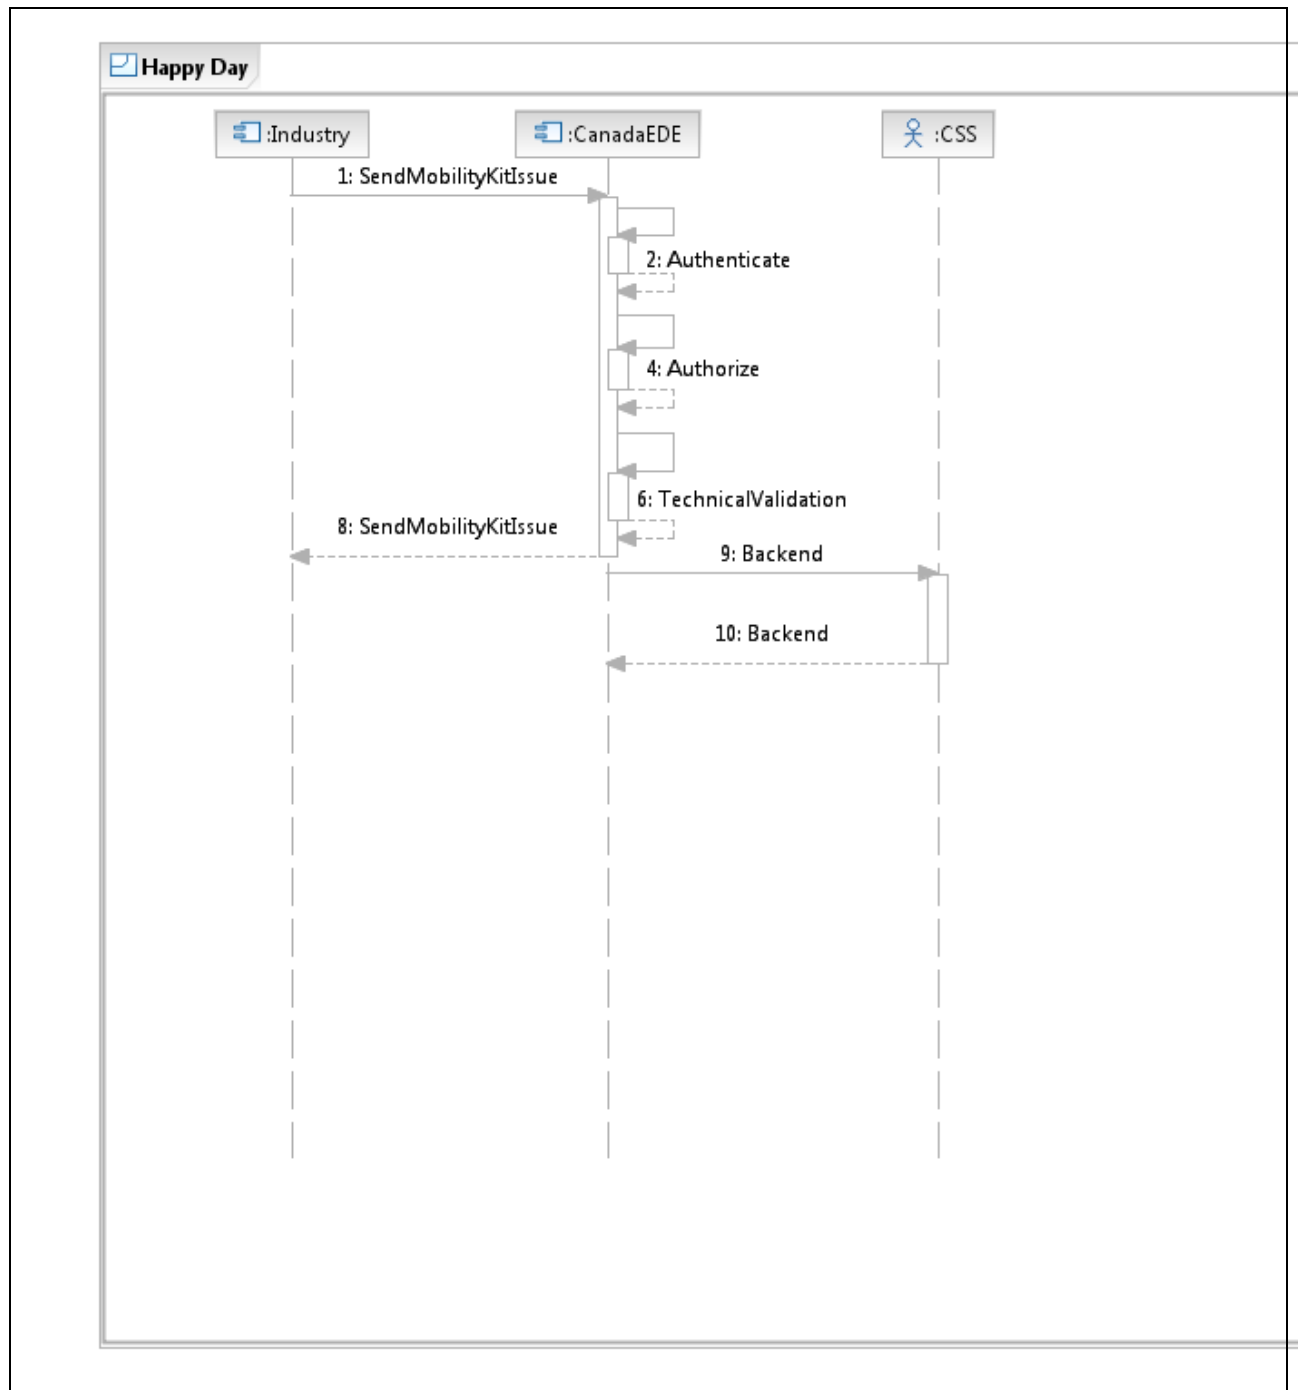 Happy Day
:Industry
:CanadaEDE
:CSS
1: SendMobilityKitIssue
2: Authenticate
4: Authorize
6: TechnicalValidation
8: SendMobilityKitIssue
9: Backend
10: Backend